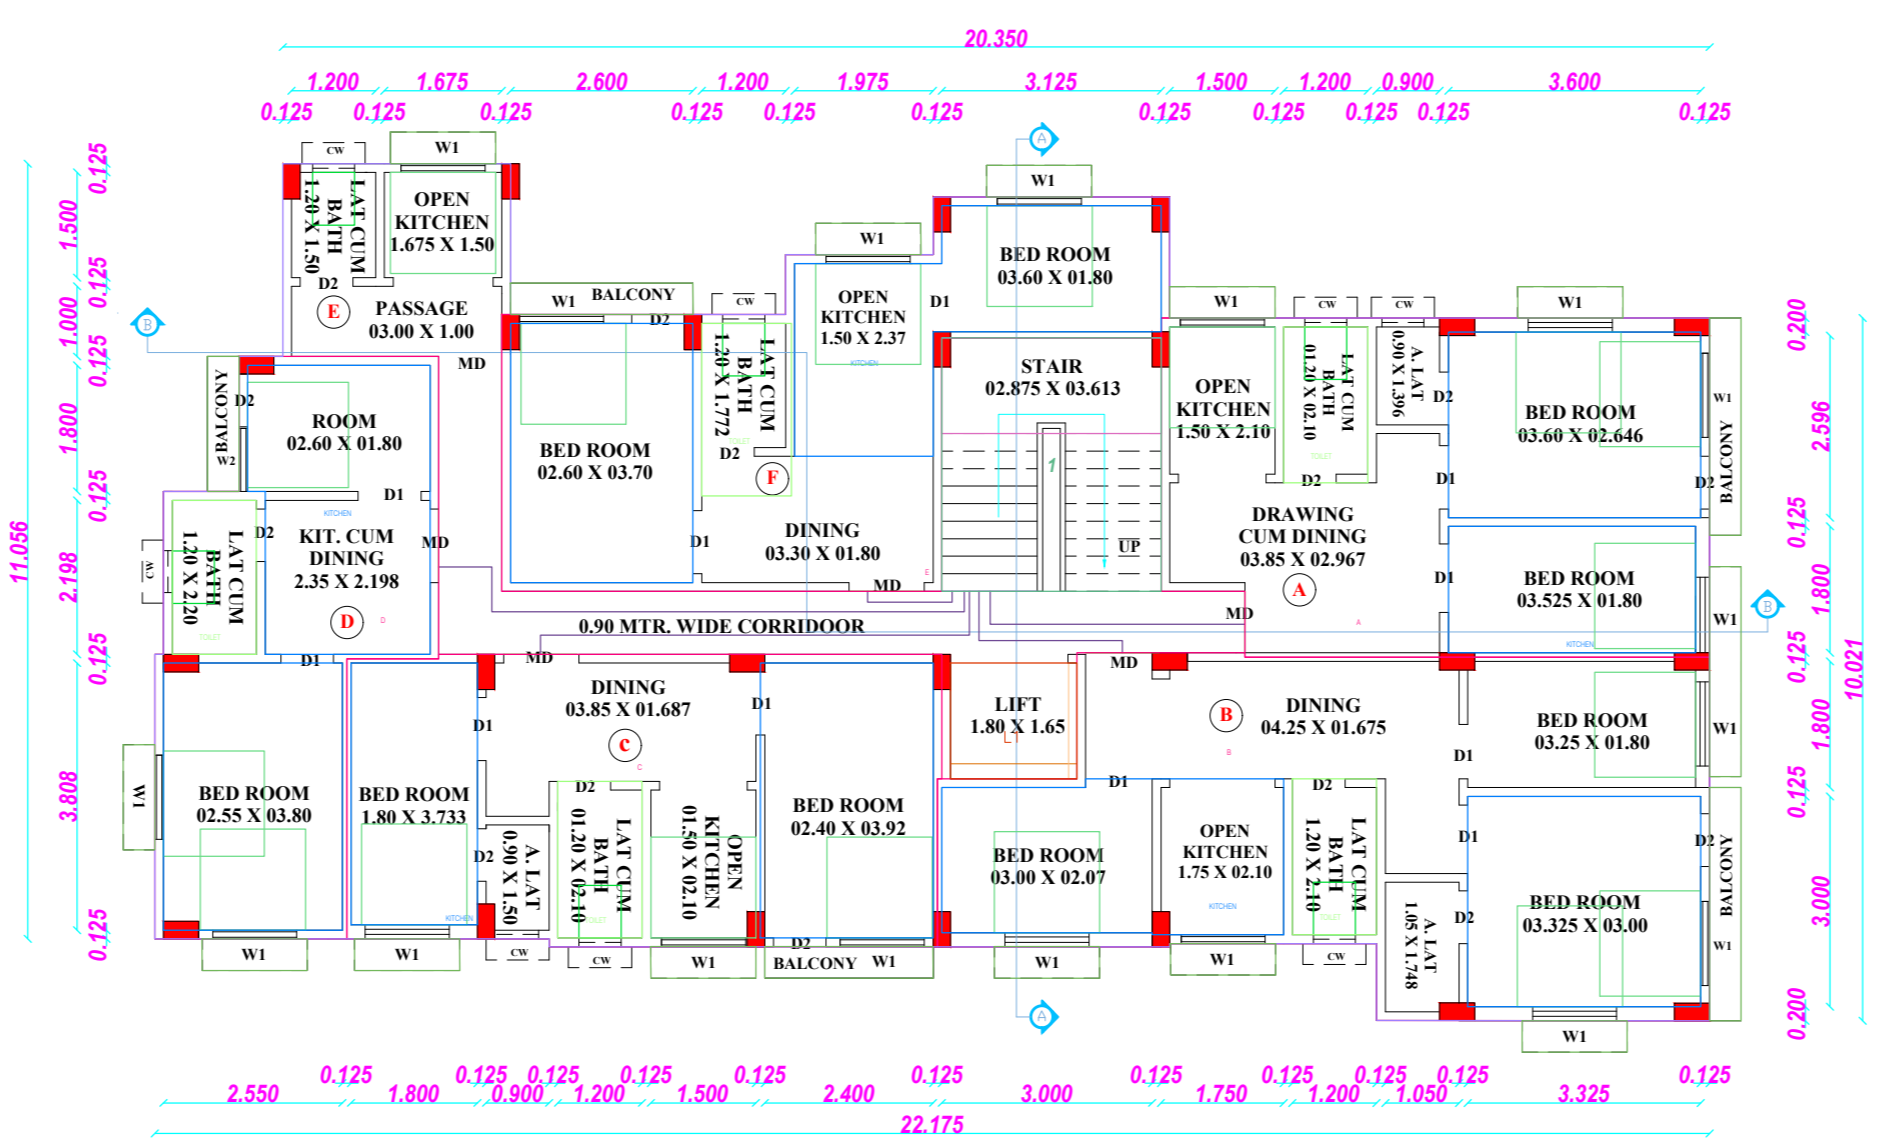 20.350
1.200 1.675 2.600 1.200 1.975 3.125 1.500 1.200 0.900 3.600
0.125 0.125 0.125 0.125 0.125 0.125 0.125 0.125 0.125 0.125 0.125
A
CW
W1
W1
W1
0.125
1.500
0.125
1.000
0.125
1.800
0.125
2.198
0.125
3.808
0.125
11.056
LAT CUM
BATH
1.20 X 1.50
OPEN
KITCHEN
1.675 X 1.50
D2
E
PASSAGE
03.00 X 1.00
MD
B
W1 BALCONY
D2
CW
BED ROOM
02.60 X 03.70
LAT CUM
BATH
1.20 X 1.772
TOILET
D2
F
OPEN
KITCHEN
1.50 X 2.37
KITCHEN
D1
BED ROOM
03.60 X 01.80
STAIR
02.875 X 03.613
1
UP
DINING
03.30 X 01.80
D1
MD
E
W1
CW
CW
W1
OPEN
KITCHEN
1.50 X 2.10
LAT CUM
BATH
01.20 X 02.10
TOILET
D2
A. LAT
0.90 X 1.396
D2
BED ROOM
03.60 X 02.646
D1
D2
W1
BALCONY
DRAWING
CUM DINING
03.85 X 02.967
A
A
MD
D1
BED ROOM
03.525 X 01.80
KITCHEN
W1
B
0.200
2.596
0.125
1.800
0.125
1.800
0.125
3.000
0.200
10.021
BALCONY
D2
W2
ROOM
02.60 X 01.80
D1
KITCHEN
KIT. CUM
DINING
2.35 X 2.198
D
D
MD
D2
LAT CUM
BATH
1.20 X 2.20
TOILET
CW
D1
0.90 MTR. WIDE CORRIDOOR
MD
MD
BED ROOM
02.55 X 03.80
W1
W1
BED ROOM
1.80 X 3.733
KITCHEN
W1
D1
DINING
03.85 X 01.687
C
C
D1
D2
D2
A. LAT
0.90 X 1.50
CW
LAT CUM
BATH
01.20 X 02.10
TOILET
CW
OPEN
KITCHEN
01.50 X 02.10
W1
BED ROOM
02.40 X 03.92
D2
BALCONY W1
LIFT
1.80 X 1.65
L1
B
B
DINING
04.25 X 01.675
D1
D1
BED ROOM
03.25 X 01.80
W1
BED ROOM
03.00 X 02.07
W1
OPEN
KITCHEN
1.75 X 02.10
KITCHEN
W1
D2
LAT CUM
BATH
1.20 X 2.10
TOILET
CW
A. LAT
1.05 X 1.748
D1
D2
BED ROOM
03.325 X 03.00
D2
BALCONY
W1
W1
A
0.125 0.125 0.125 0.125 0.125 0.125 0.125 0.125 0.125 0.125 0.125
2.550 1.800 0.900 1.200 1.500 2.400 3.000 1.750 1.200 1.050 3.325
22.175